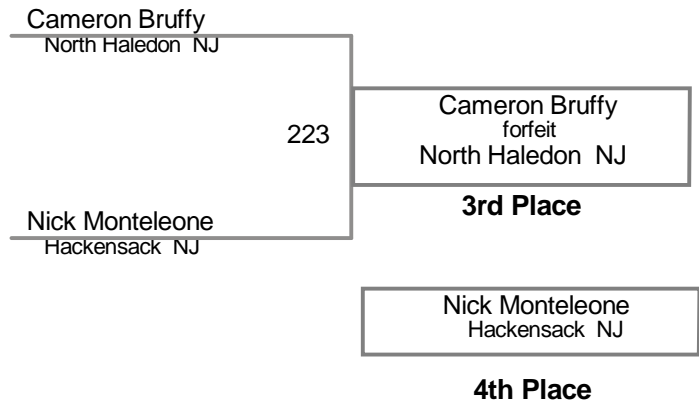 Cameron Bruffy
North Haledon NJ
223
Cameron Bruffy
forfeit
North Haledon NJ
3rd Place
Nick Monteleone
Hackensack NJ
Nick Monteleone
Hackensack NJ
4th Place